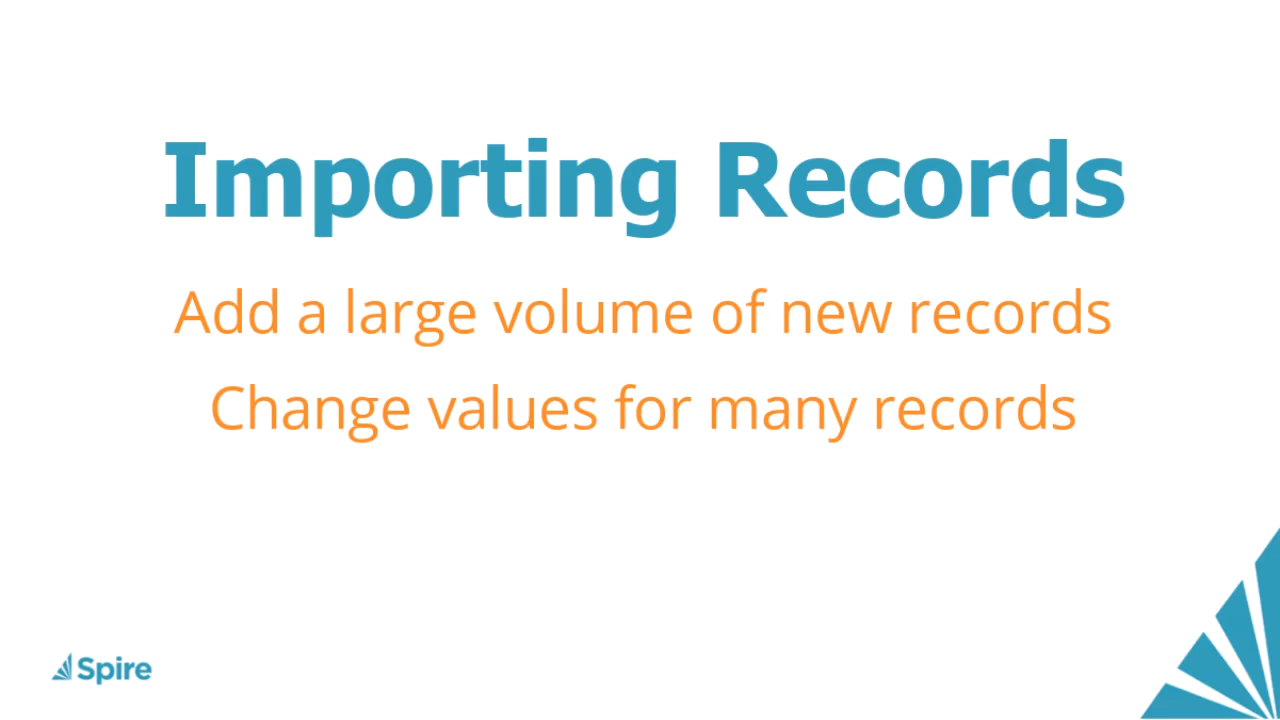 Importing Records
Add a large volume of new records
Change values for many records
Spire